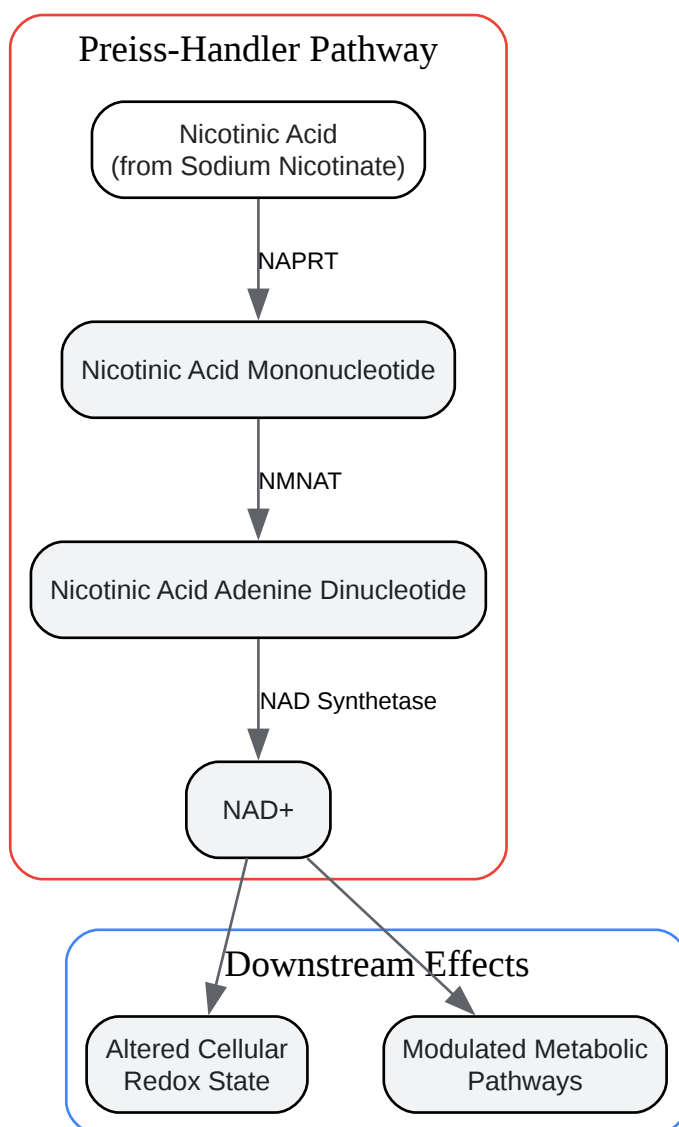 Preiss-Handler Pathway
Nicotinic Acid
(from Sodium Nicotinate)
NAPRT
Nicotinic Acid Mononucleotide
NMNAT
Nicotinic Acid Adenine Dinucleotide
NAD Synthetase
NAD+
Downstream Effects
Altered Cellular
Redox State
Modulated Metabolic
Pathways